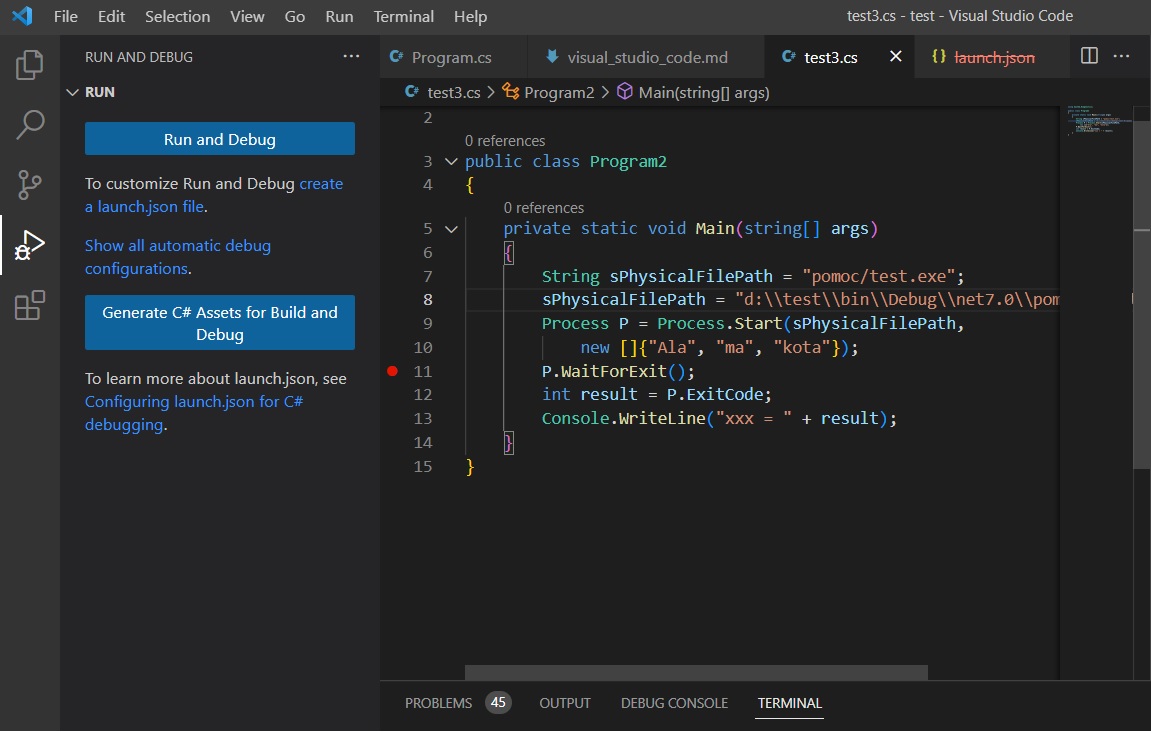 File Edit Selection View Go Run Terminal Help test3.cs - test - Visual Studio Code
RUN AND DEBUG ···
RUN
Run and Debug
To customize Run and Debug create
a launch.json file.
Show all automatic debug
configurations.
Generate C# Assets for Build and
Debug
To learn more about launch.json, see
Configuring launch.json for C#
debugging.
C# Program.cs visual_studio_code.md C# test3.cs {} launch.json ···
C# test3.cs > Program2 > Main(string[] args)
2
0 references
3 public class Program2
4 {
0 references
5 private static void Main(string[] args)
6 {
7 String sPhysicalFilePath = "pomoc/test.exe";
8 sPhysicalFilePath = "d:\\test\\bin\\Debug\\net7.0\\pom
9 Process P = Process.Start(sPhysicalFilePath,
10 new []{"Ala", "ma", "kota"});
11 P.WaitForExit();
12 int result = P.ExitCode;
13 Console.WriteLine("xxx = " + result);
14 }
15 }
PROBLEMS 45 OUTPUT DEBUG CONSOLE TERMINAL